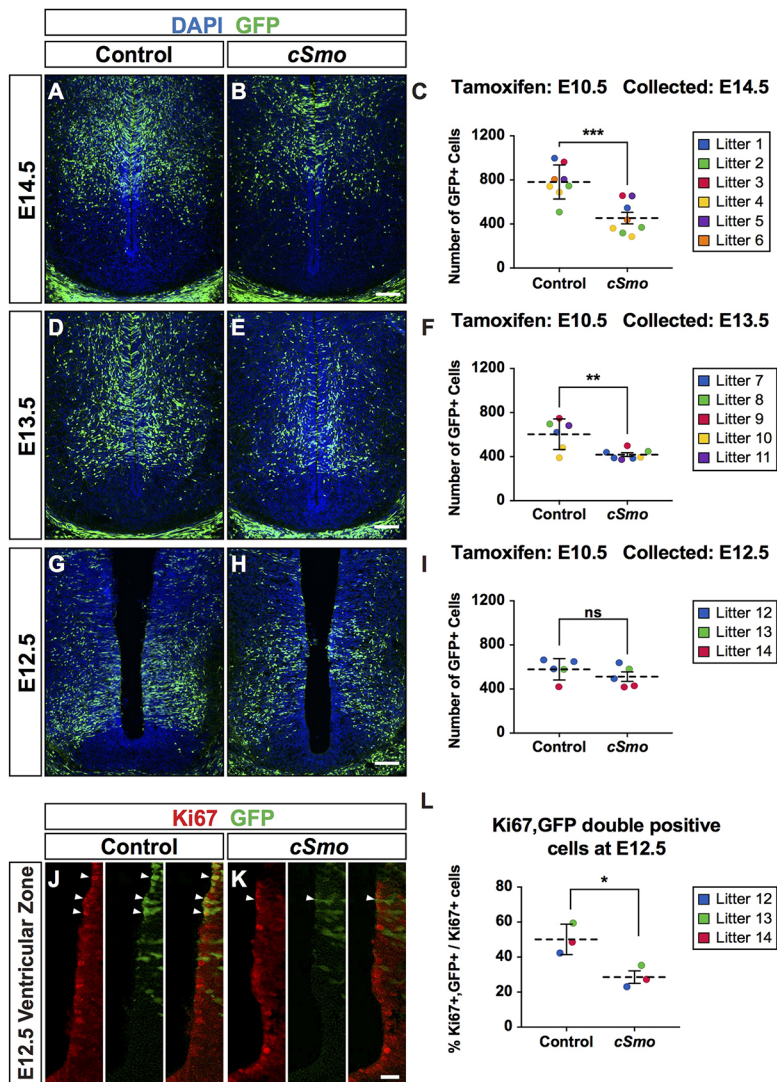 DAPI GFP
Control cSmo
E14.5
A
B
C Tamoxifen: E10.5 Collected: E14.5
Number of GFP+ Cells
1200
800
400
0
***
Control cSmo
Litter 1
Litter 2
Litter 3
Litter 4
Litter 5
Litter 6
E13.5
D
E
F Tamoxifen: E10.5 Collected: E13.5
Number of GFP+ Cells
1200
800
400
0
**
Control cSmo
Litter 7
Litter 8
Litter 9
Litter 10
Litter 11
E12.5
G
H
I Tamoxifen: E10.5 Collected: E12.5
Number of GFP+ Cells
1200
800
400
0
ns
Control cSmo
Litter 12
Litter 13
Litter 14
Ki67 GFP
Control cSmo
E12.5 Ventricular Zone
J
K
L
Ki67,GFP double positive
cells at E12.5
% Ki67+,GFP+ / Ki67+ cells
80
60
40
20
0
*
Control cSmo
Litter 12
Litter 13
Litter 14